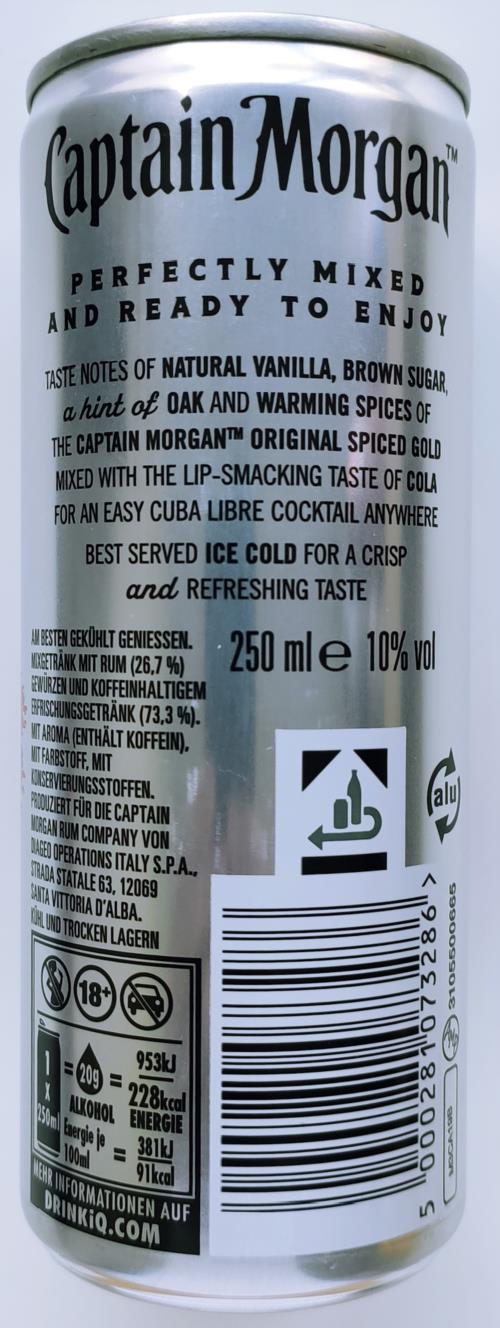 Captain Morgan™
PERFECTLY MIXED
AND READY TO ENJOY
TASTE NOTES OF NATURAL VANILLA, BROWN SUGAR,
a hint of OAK AND WARMING SPICES OF
THE CAPTAIN MORGAN™ ORIGINAL SPICED GOLD
MIXED WITH THE LIP-SMACKING TASTE OF COLA
FOR AN EASY CUBA LIBRE COCKTAIL ANYWHERE
BEST SERVED ICE COLD FOR A CRISP
and REFRESHING TASTE
AM BESTEN GEKÜHLT GENIESSEN.
MIXGETRÄNK MIT RUM (26,7 %)
GEWÜRZEN UND KOFFEINHALTIGEM
ERFRISCHUNGSGETRÄNK (73,3 %).
MIT AROMA (ENTHÄLT KOFFEIN),
MIT FARBSTOFF, MIT
KONSERVIERUNGSSTOFFEN.
PRODUZIERT FÜR DIE CAPTAIN
MORGAN RUM COMPANY VON
DIAGEO OPERATIONS ITALY S.P.A.,
STRADA STATALE 63, 12069
SANTA VITTORIA D'ALBA.
KÜHL UND TROCKEN LAGERN
250 ml e 10% vol
alu
18+
1
X
250ml
=
20g
ALKOHOL
=
953kJ
228kcal
ENERGIE
Energie je
100ml
=
381kJ
91kcal
MEHR INFORMATIONEN AUF
DRINKiQ.COM
5 000281 073286 >
3105500665